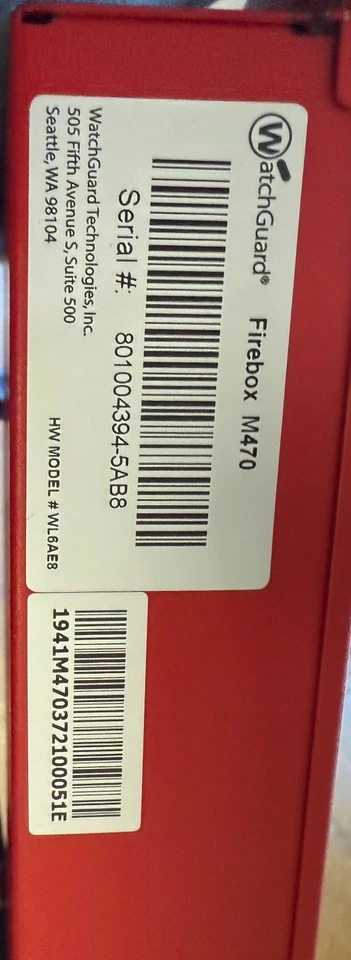 WatchGuard® Firebox M470
Serial #: 801004394-5AB8
WatchGuard Technologies, Inc.
505 Fifth Avenue S, Suite 500
Seattle, WA 98104
HW MODEL # WL6AE8
1941M470372100051E